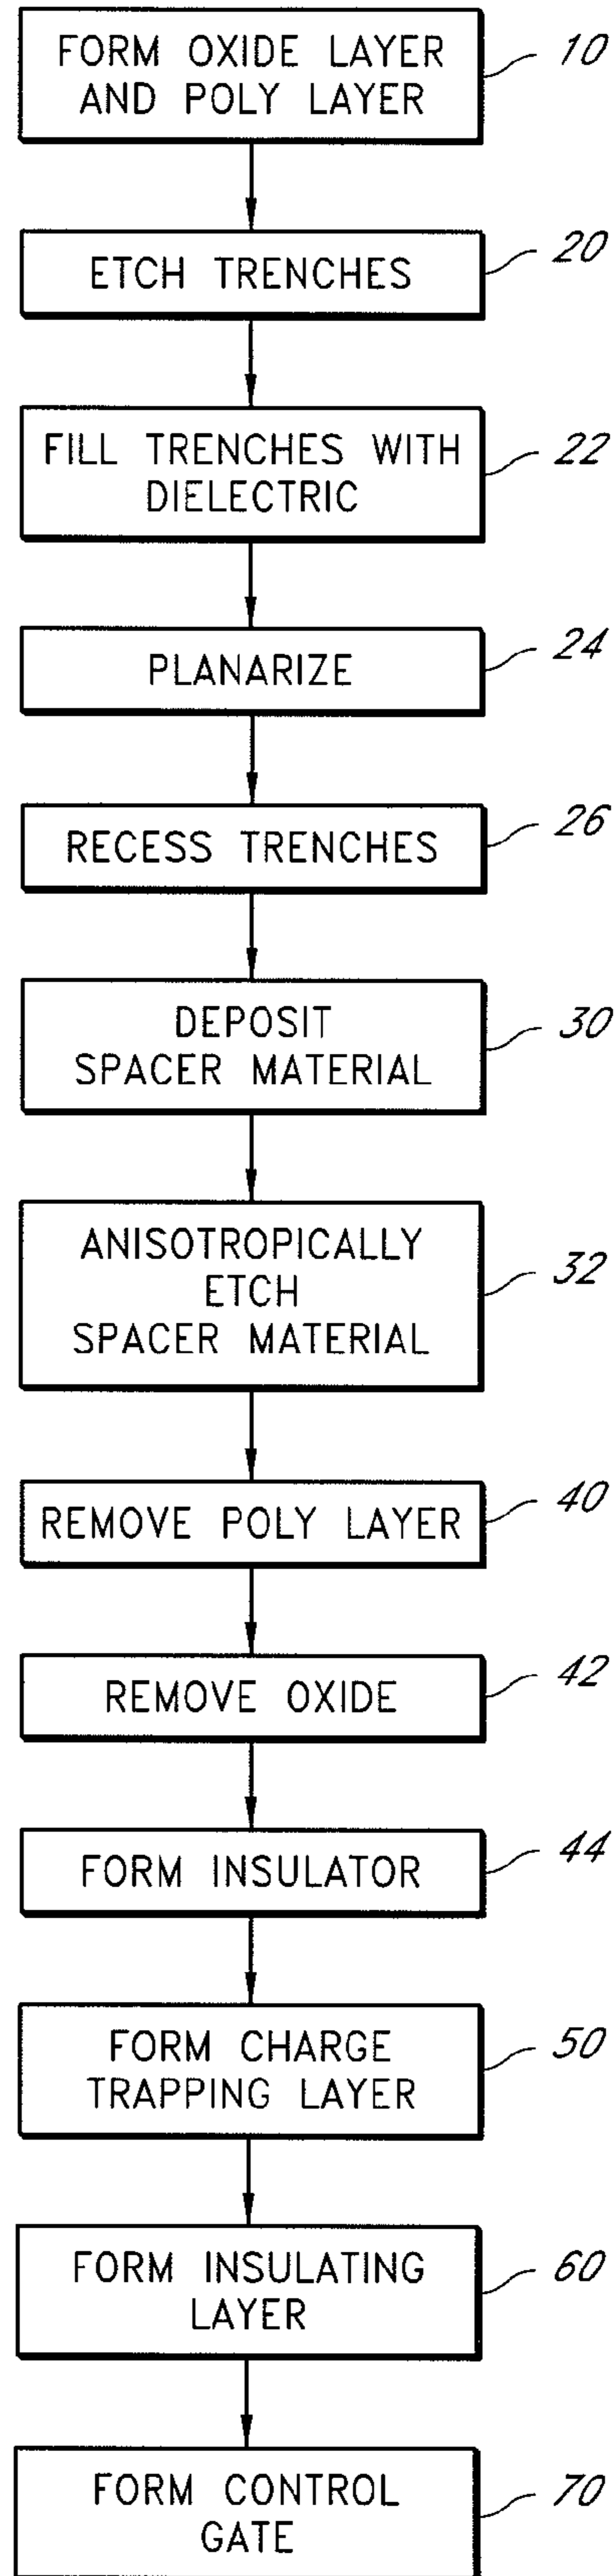 FORM OXIDE LAYER
AND POLY LAYER
10
ETCH TRENCHES
20
FILL TRENCHES WITH
DIELECTRIC
22
PLANARIZE
24
RECESS TRENCHES
26
DEPOSIT
SPACER MATERIAL
30
ANISOTROPICALLY
ETCH
SPACER MATERIAL
32
REMOVE POLY LAYER
40
REMOVE OXIDE
42
FORM INSULATOR
44
FORM CHARGE
TRAPPING LAYER
50
FORM INSULATING
LAYER
60
FORM CONTROL
GATE
70